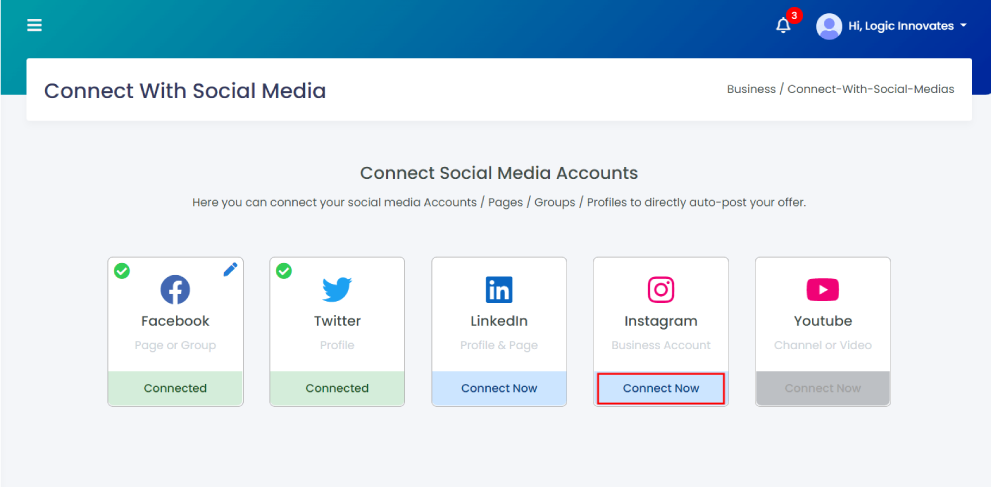 3
Hi, Logic Innovates
Connect With Social Media
Business / Connect-With-Social-Medias
Connect Social Media Accounts
Here you can connect your social media Accounts / Pages / Groups / Profiles to directly auto-post your offer.
Facebook
Page or Group
Connected
Twitter
Profile
Connected
in
LinkedIn
Profile & Page
Connect Now
Instagram
Business Account
Connect Now
Youtube
Channel or Video
Connect Now